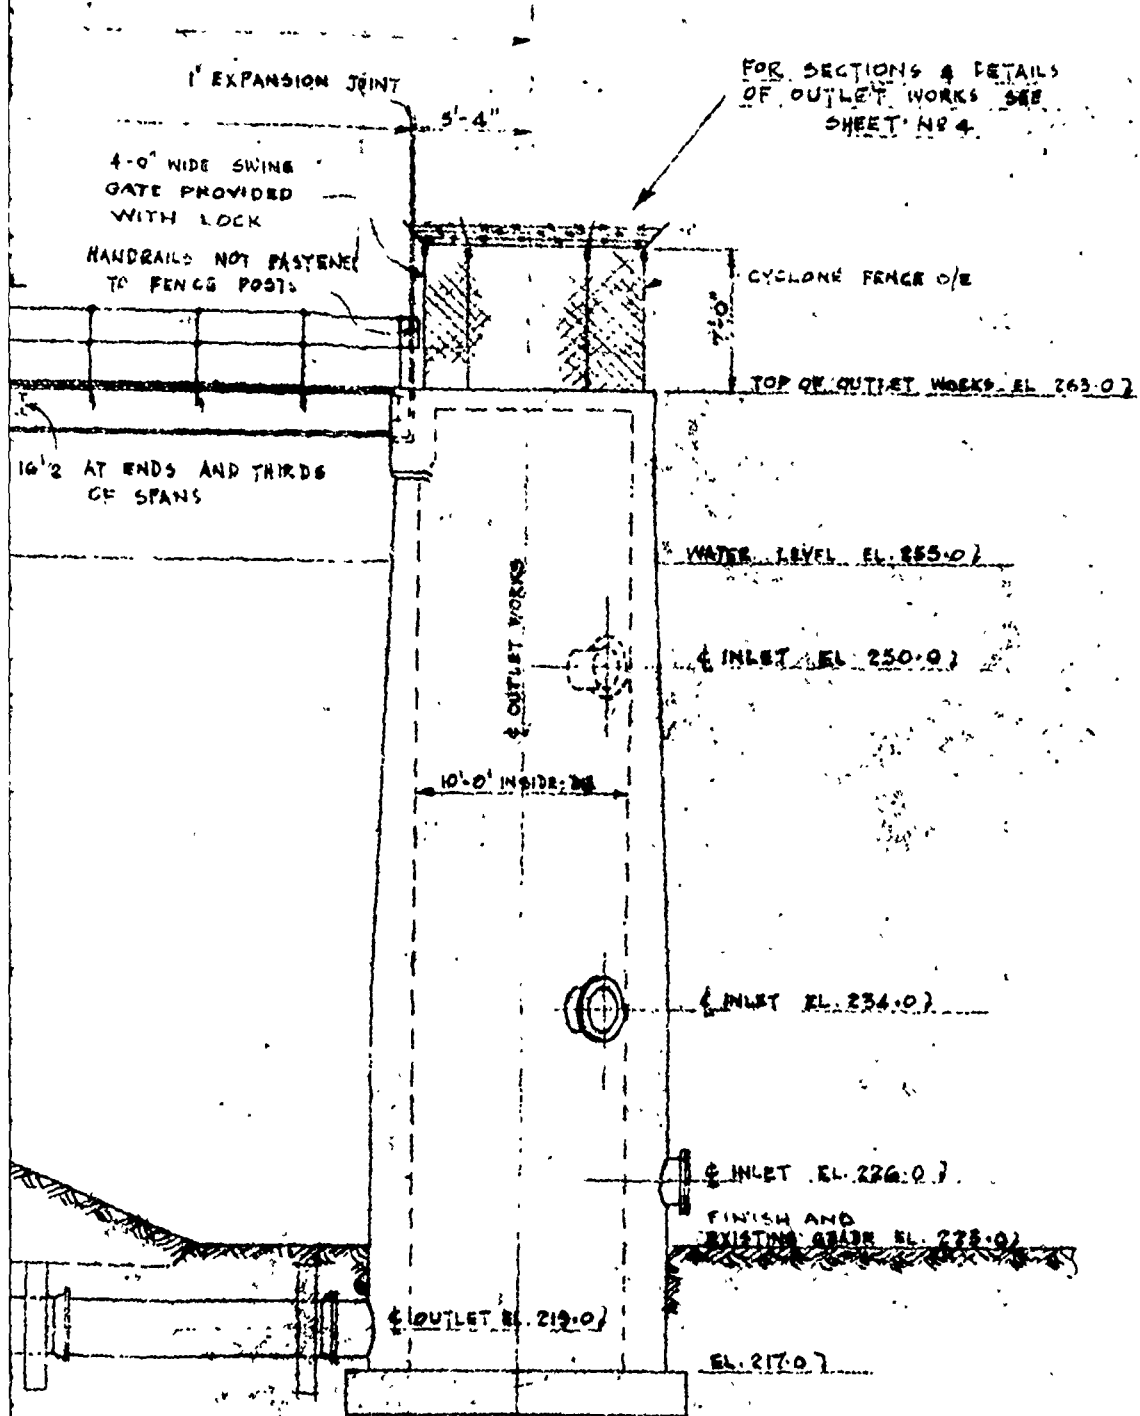 1" EXPANSION JOINT
5'-4"
FOR SECTIONS & DETAILS
OF OUTLET WORKS SEE
SHEET Nº 4
4-0" WIDE SWING
GATE PROVIDED
WITH LOCK
HANDRAILS NOT FASTENED
TO FENCE POSTS
CYCLONE FENCE O/E
7'-0"
TOP OF OUTLET WORKS EL 263.0
AT ENDS AND THIRDS
OF SPANS
WATER LEVEL EL. 255.0
℄ OUTLET WORKS
℄ INLET EL. 250.0
10'-0" INSIDE DIA
℄ INLET EL. 234.0
℄ INLET EL. 226.0
FINISH AND
EXISTING GRADE EL. 225.0
℄ OUTLET EL. 219.0
EL. 217.0